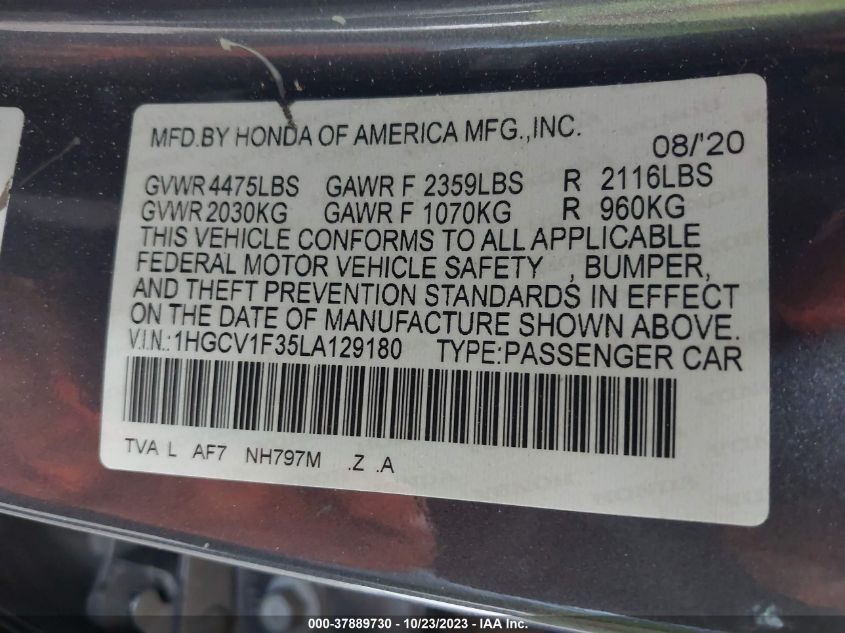 MFD.BY HONDA OF AMERICA MFG.,INC. 08/'20
GVWR 4475LBS GAWR F 2359LBS R 2116LBS
GVWR 2030KG GAWR F 1070KG R 960KG
THIS VEHICLE CONFORMS TO ALL APPLICABLE
FEDERAL MOTOR VEHICLE SAFETY , BUMPER,
AND THEFT PREVENTION STANDARDS IN EFFECT
ON THE DATE OF MANUFACTURE SHOWN ABOVE.
V.I.N.:1HGCV1F35LA129180 TYPE:PASSENGER CAR
TVA L AF7 NH797M .Z .A
000-37889730 - 10/23/2023 - IAA Inc.